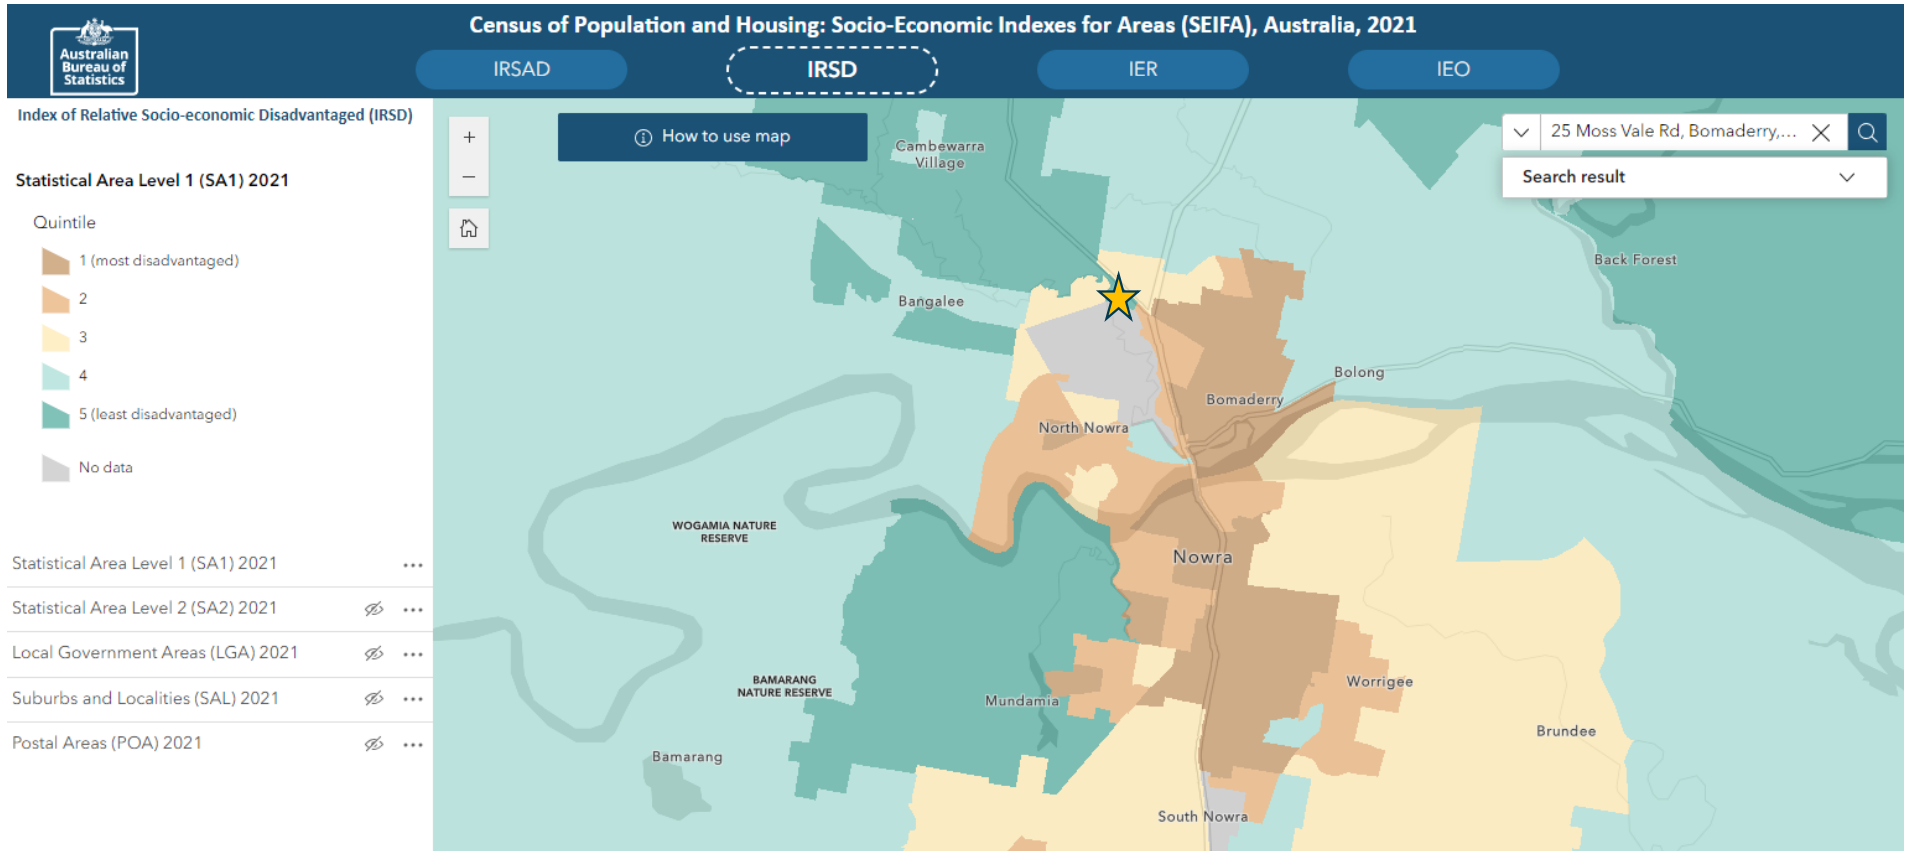 Census of Population and Housing: Socio-Economic Indexes for Areas (SEIFA), Australia, 2021
Australian
Bureau of
Statistics
IRSAD
IRSD
IER
IEO
Index of Relative Socio-economic Disadvantaged (IRSD)
Statistical Area Level 1 (SA1) 2021
Quintile
1 (most disadvantaged)
2
3
4
5 (least disadvantaged)
No data
Statistical Area Level 1 (SA1) 2021
Statistical Area Level 2 (SA2) 2021
Local Government Areas (LGA) 2021
Suburbs and Localities (SAL) 2021
Postal Areas (POA) 2021
+
−
How to use map
25 Moss Vale Rd, Bomaderry,...
Search result
Cambewarra
Village
Back Forest
Bangalee
Bolong
Bomaderry
North Nowra
WOGAMIA NATURE
RESERVE
Nowra
BAMARANG
NATURE RESERVE
Mundamia
Worrigee
Brundee
Bamarang
South Nowra